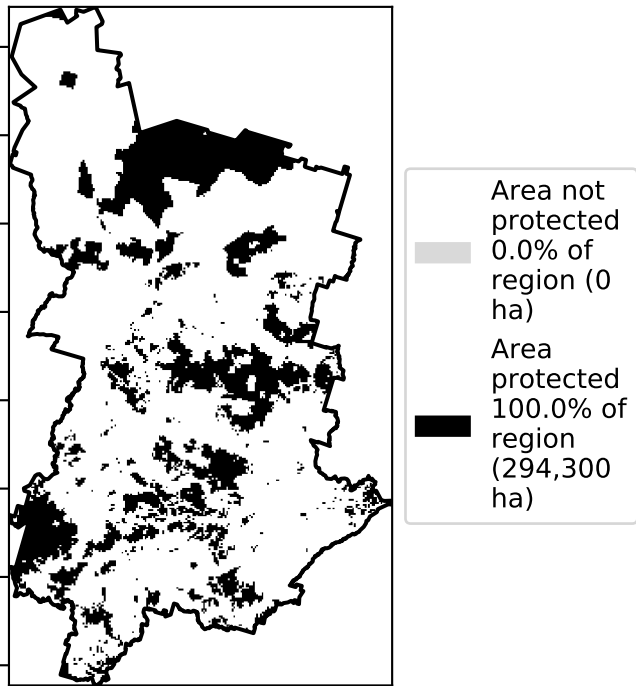 Area not
protected
0.0% of
region (0
ha)
Area
protected
100.0% of
region
(294,300
ha)